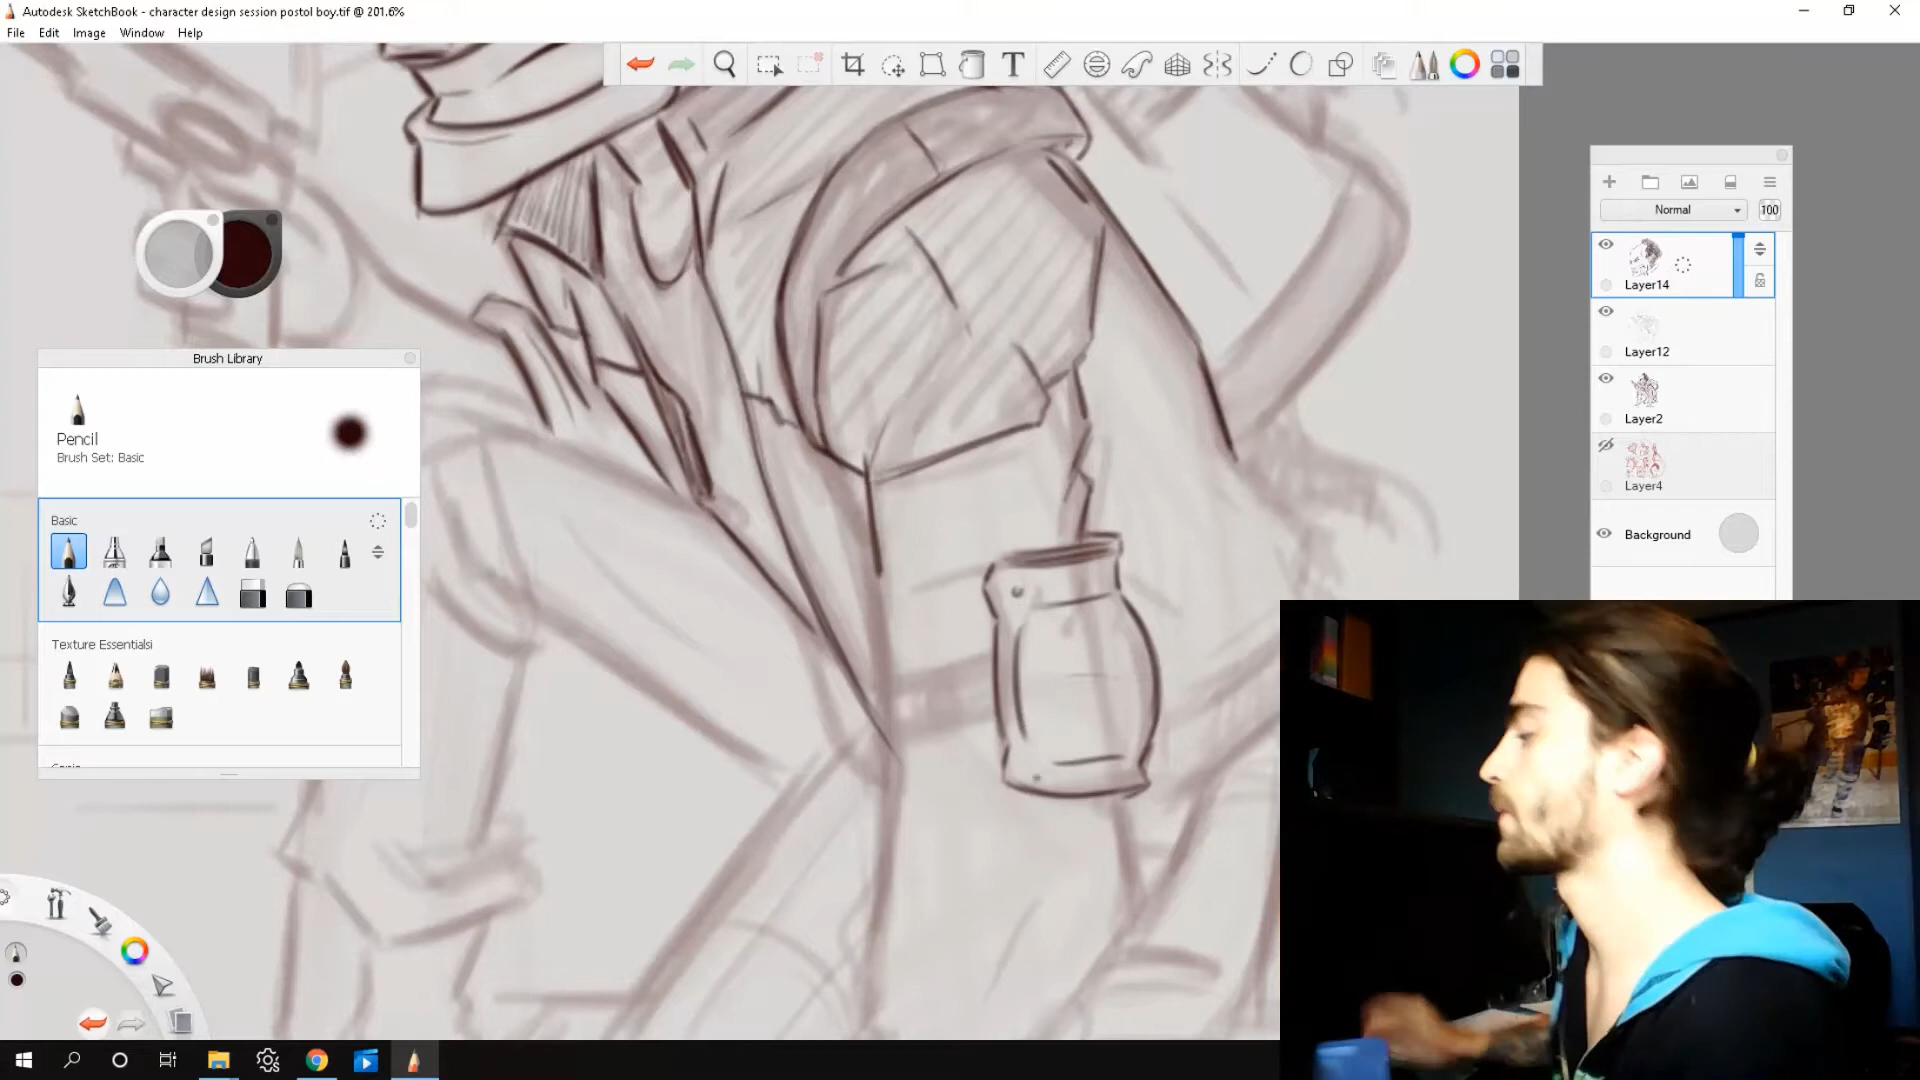 Autodesk SketchBook - character design session postol boy.tif @ 201.6%
File Edit Image Window Help
T
Normal 100
Layer14
Layer12
Layer2
Layer4
Background
Brush Library
Pencil
Brush Set: Basic
Basic
Texture Essentialsi